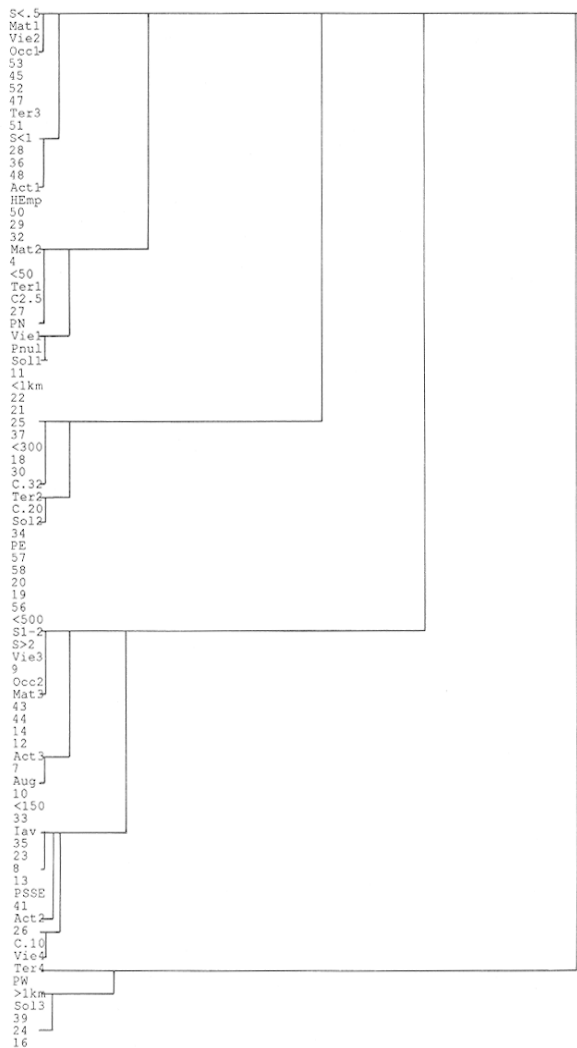 S<.5
Mat1
Vie2
Occ1
53
45
52
47
Ter3
51
S<1
28
36
48
Act1
HEmp
50
29
32
Mat2
4
<50
Ter1
C2.5
27
PN
Vie1
Pnul
Sol1
11
<1km
22
21
25
37
<300
18
30
C.32
Ter2
C.20
Sol2
34
PE
57
58
20
19
56
<500
S1-2
S>2
Vie3
9
Occ2
Mat3
43
44
14
12
Act3
7
Aug
10
<150
33
Iav
35
23
8
13
PSSE
41
Act2
26
C.10
Vie4
Ter4
PW
>1km
Sol3
39
24
16